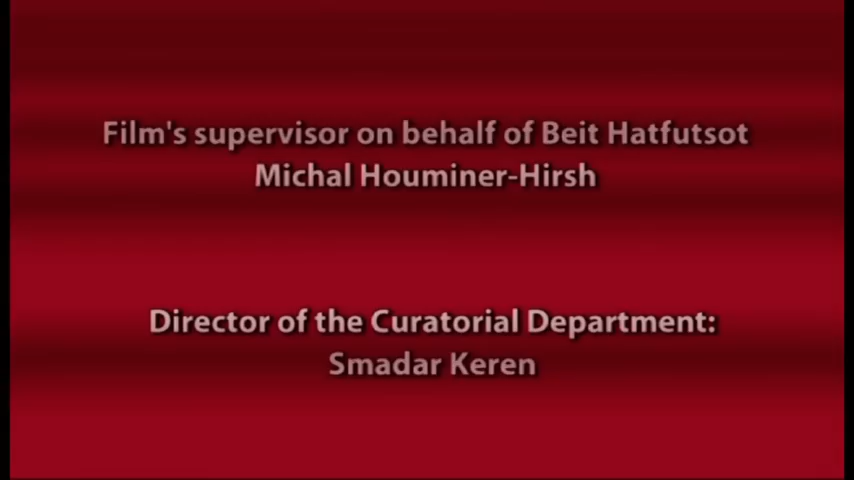 Film's supervisor on behalf of Beit Hatfutsot
Michal Houminer-Hirsh
Director of the Curatorial Department:
Smadar Keren